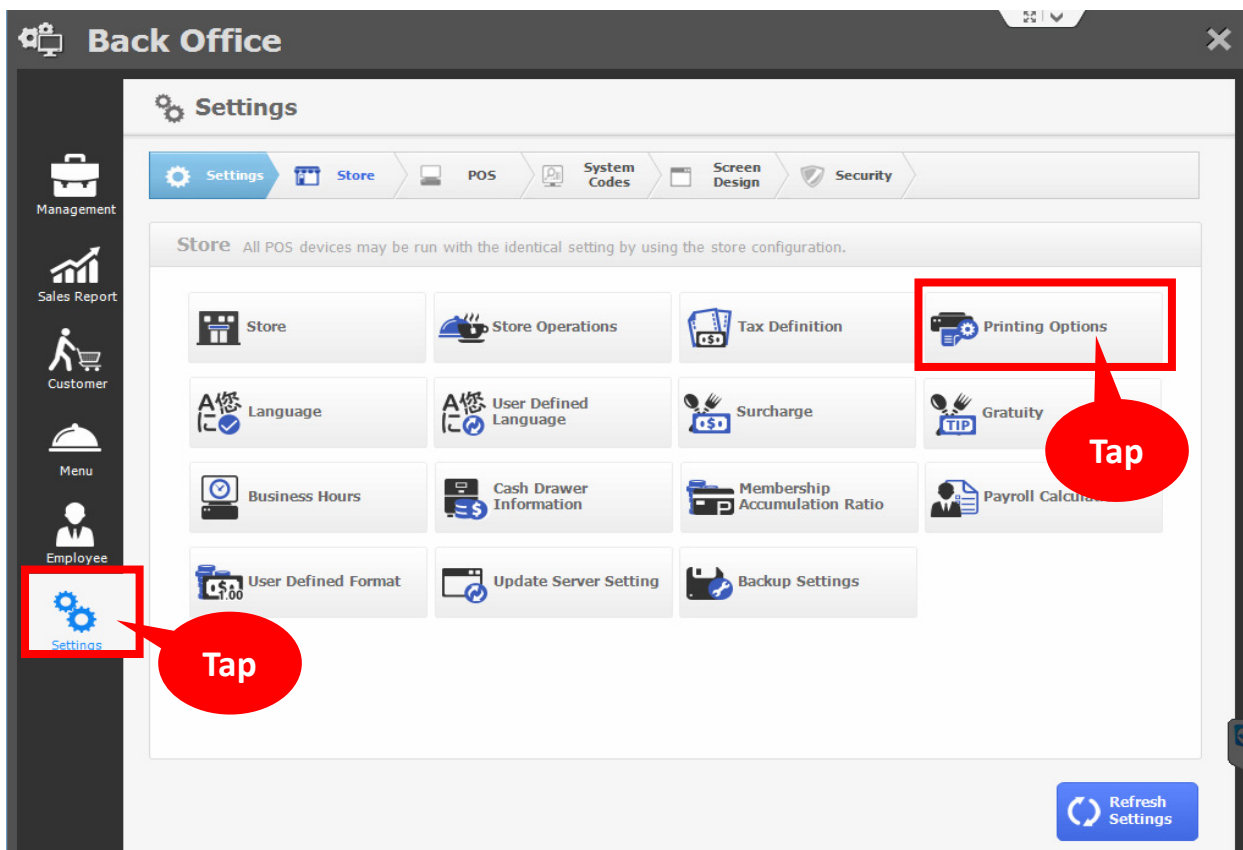 Back Office
Settings
Settings
Store
POS
System
Codes
Screen
Design
Security
Store All POS devices may be run with the identical setting by using the store configuration.
Management
Sales Report
Customer
Menu
Employee
Settings
Store
Store Operations
Tax Definition
Printing Options
Language
User Defined
Language
Surcharge
Gratuity
TIP
Tap
Business Hours
Cash Drawer
Information
Membership
Accumulation Ratio
Payroll
User Defined Format
Update Server Setting
Backup Settings
Tap
Refresh
Settings